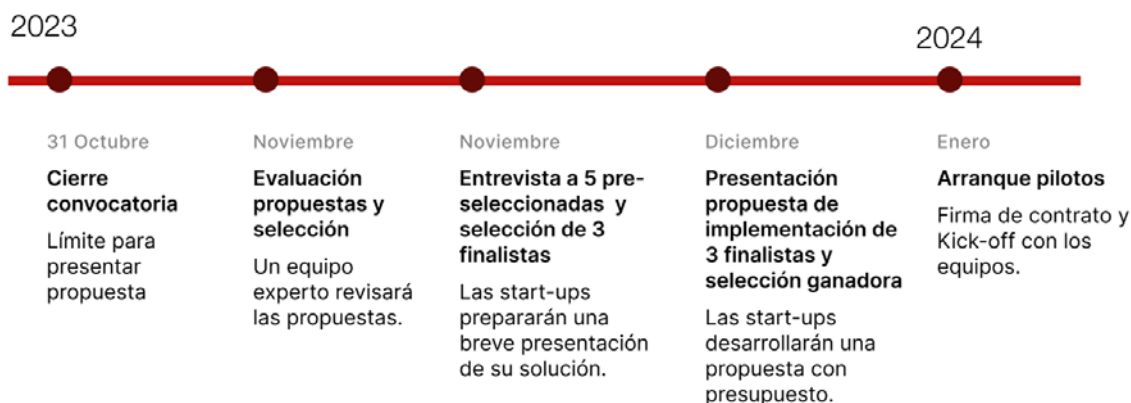 2023
2024
31 Octubre
Cierre
convocatoria
Límite para
presentar
propuesta
Noviembre
Evaluación
propuestas y
selección
Un equipo
experto revisará
las propuestas.
Noviembre
Entrevista a 5 pre-
seleccionadas y
selección de 3
finalistas
Las start-ups
prepararán una
breve presentación
de su solución.
Diciembre
Presentación
propuesta de
implementación de
3 finalistas y
selección ganadora
Las start-ups
desarrollarán una
propuesta con
presupuesto.
Enero
Arranque pilotos
Firma de contrato y
Kick-off con los
equipos.